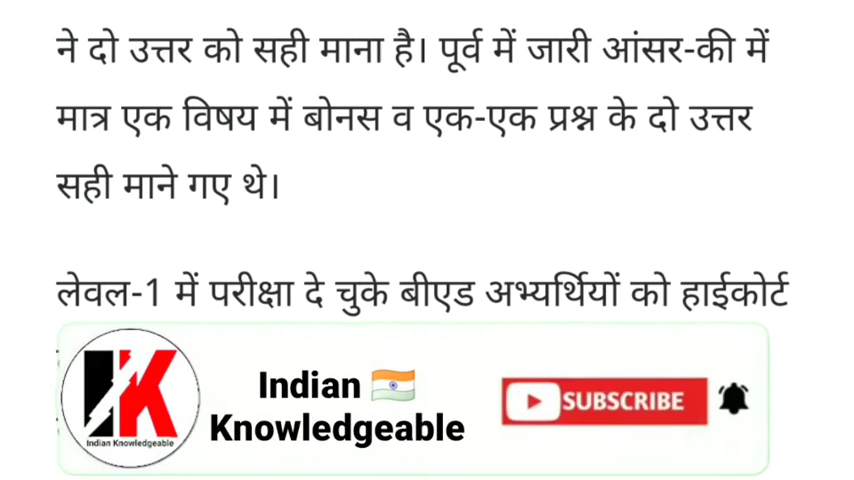 ने दो उत्तर को सही माना है। पूर्व में जारी आंसर-की में
मात्र एक विषय में बोनस व एक-एक प्रश्न के दो उत्तर
सही माने गए थे।
लेवल-1 में परीक्षा दे चुके बीएड अभ्यर्थियों को हाईकोर्ट
IK
Indian Knowledgeable
Indian 🇮🇳
Knowledgeable
SUBSCRIBE